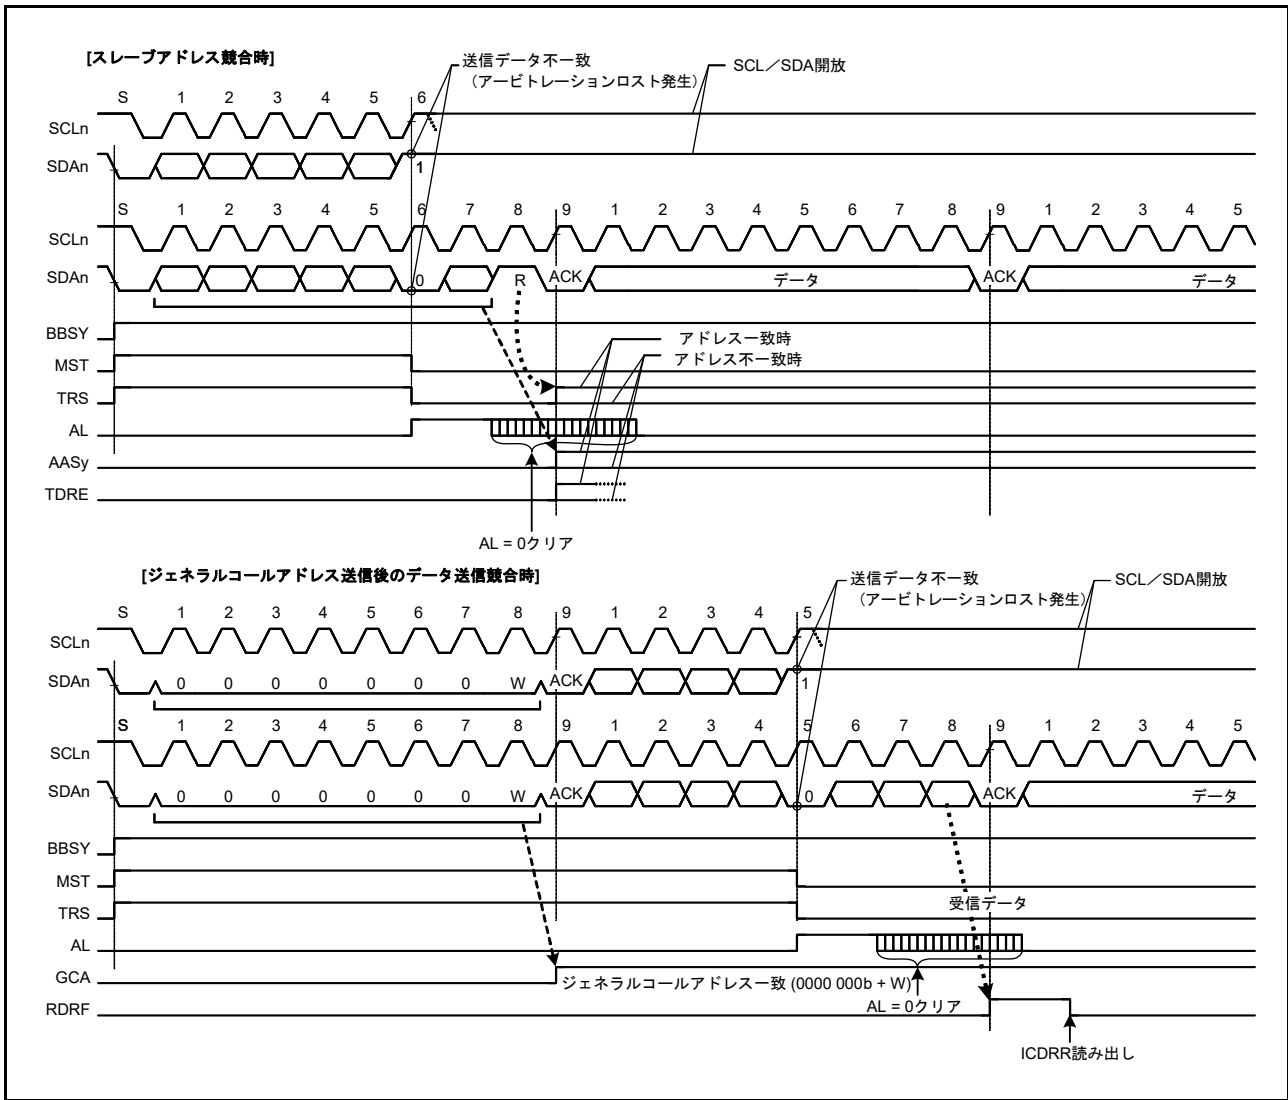 [スレーブアドレス競合時]
送信データ不一致
（アービトレーションロスト発生）
SCL／SDA開放
S 1 2 3 4 5 6
SCLn
SDAn
1
S 1 2 3 4 5 6 7 8 9 1 2 3 4 5 6 7 8 9 1 2 3 4 5
SCLn
SDAn
0 R ACK データ ACK データ
BBSY
アドレス一致時
MST
アドレス不一致時
TRS
AL
AASy
TDRE
AL = 0クリア
[ジェネラルコールアドレス送信後のデータ送信競合時]
送信データ不一致
（アービトレーションロスト発生）
SCL／SDA開放
S 1 2 3 4 5 6 7 8 9 1 2 3 4 5
SCLn
SDAn
0 0 0 0 0 0 0 W ACK 1
S 1 2 3 4 5 6 7 8 9 1 2 3 4 5 6 7 8 9 1 2 3 4 5
SCLn
SDAn
0 0 0 0 0 0 0 W ACK 0 ACK データ
BBSY
MST
TRS
受信データ
AL
GCA
ジェネラルコールアドレス一致 (0000 000b + W)
AL = 0クリア
RDRF
ICDRR読み出し